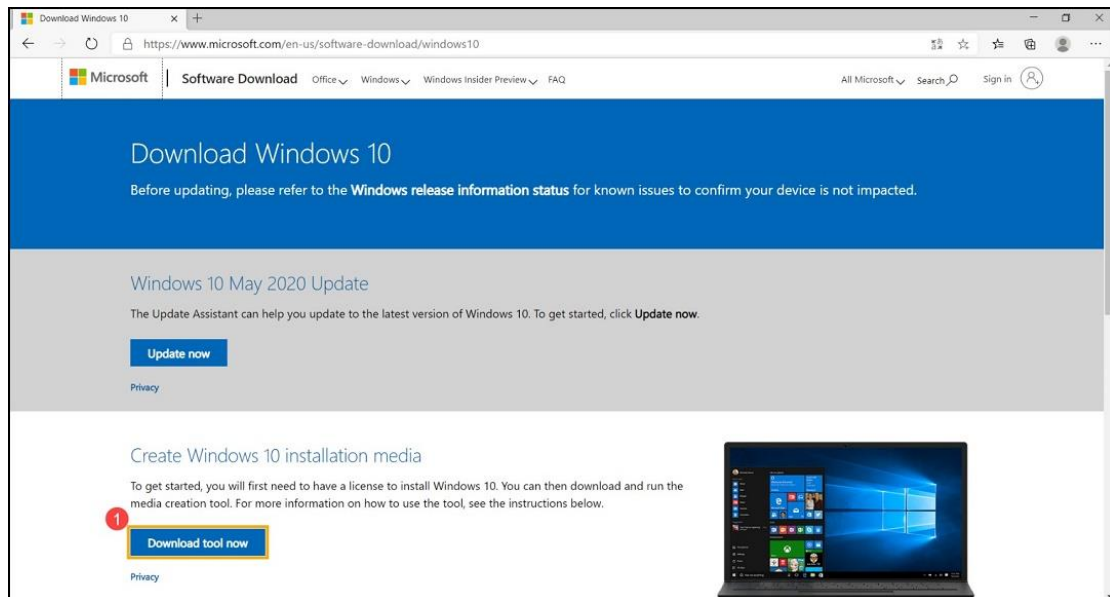 Download Windows 10
https://www.microsoft.com/en-us/software-download/windows10
Microsoft Software Download Office Windows Windows Insider Preview FAQ All Microsoft Search Sign in
Download Windows 10
Before updating, please refer to the Windows release information status for known issues to confirm your device is not impacted.
Windows 10 May 2020 Update
The Update Assistant can help you update to the latest version of Windows 10. To get started, click Update now.
Update now
Privacy
Create Windows 10 installation media
To get started, you will first need to have a license to install Windows 10. You can then download and run the
media creation tool. For more information on how to use the tool, see the instructions below.
1
Download tool now
Privacy